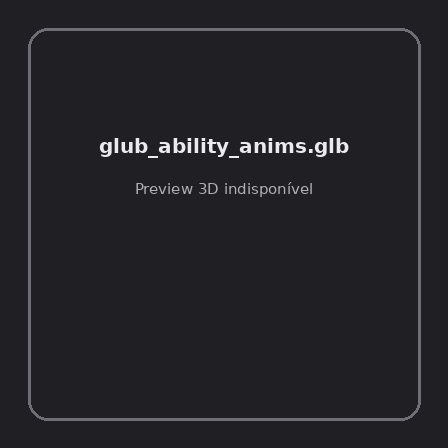 glub_ability_anims.glb
Preview 3D indisponível